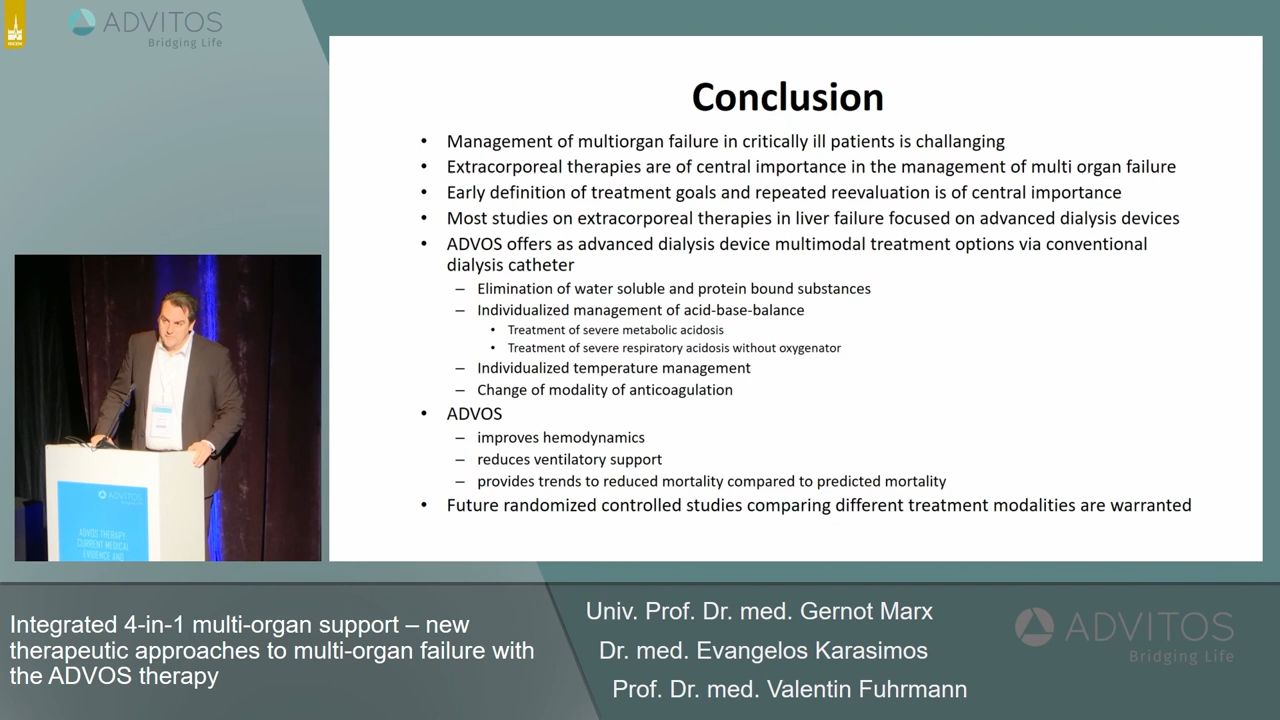 ESICM
ADVITOS
Bridging Life
Conclusion
• Management of multiorgan failure in critically ill patients is challanging
• Extracorporeal therapies are of central importance in the management of multi organ failure
• Early definition of treatment goals and repeated reevaluation is of central importance
• Most studies on extracorporeal therapies in liver failure focused on advanced dialysis devices
• ADVOS offers as advanced dialysis device multimodal treatment options via conventional
dialysis catheter
– Elimination of water soluble and protein bound substances
– Individualized management of acid-base-balance
• Treatment of severe metabolic acidosis
• Treatment of severe respiratory acidosis without oxygenator
– Individualized temperature management
– Change of modality of anticoagulation
• ADVOS
– improves hemodynamics
– reduces ventilatory support
– provides trends to reduced mortality compared to predicted mortality
• Future randomized controlled studies comparing different treatment modalities are warranted
ADVITOS
ADVOS THERAPY
CURRENT MEDICAL
EVIDENCE AND
Integrated 4-in-1 multi-organ support – new
therapeutic approaches to multi-organ failure with
the ADVOS therapy
Univ. Prof. Dr. med. Gernot Marx
Dr. med. Evangelos Karasimos
Prof. Dr. med. Valentin Fuhrmann
ADVITOS
Bridging Life